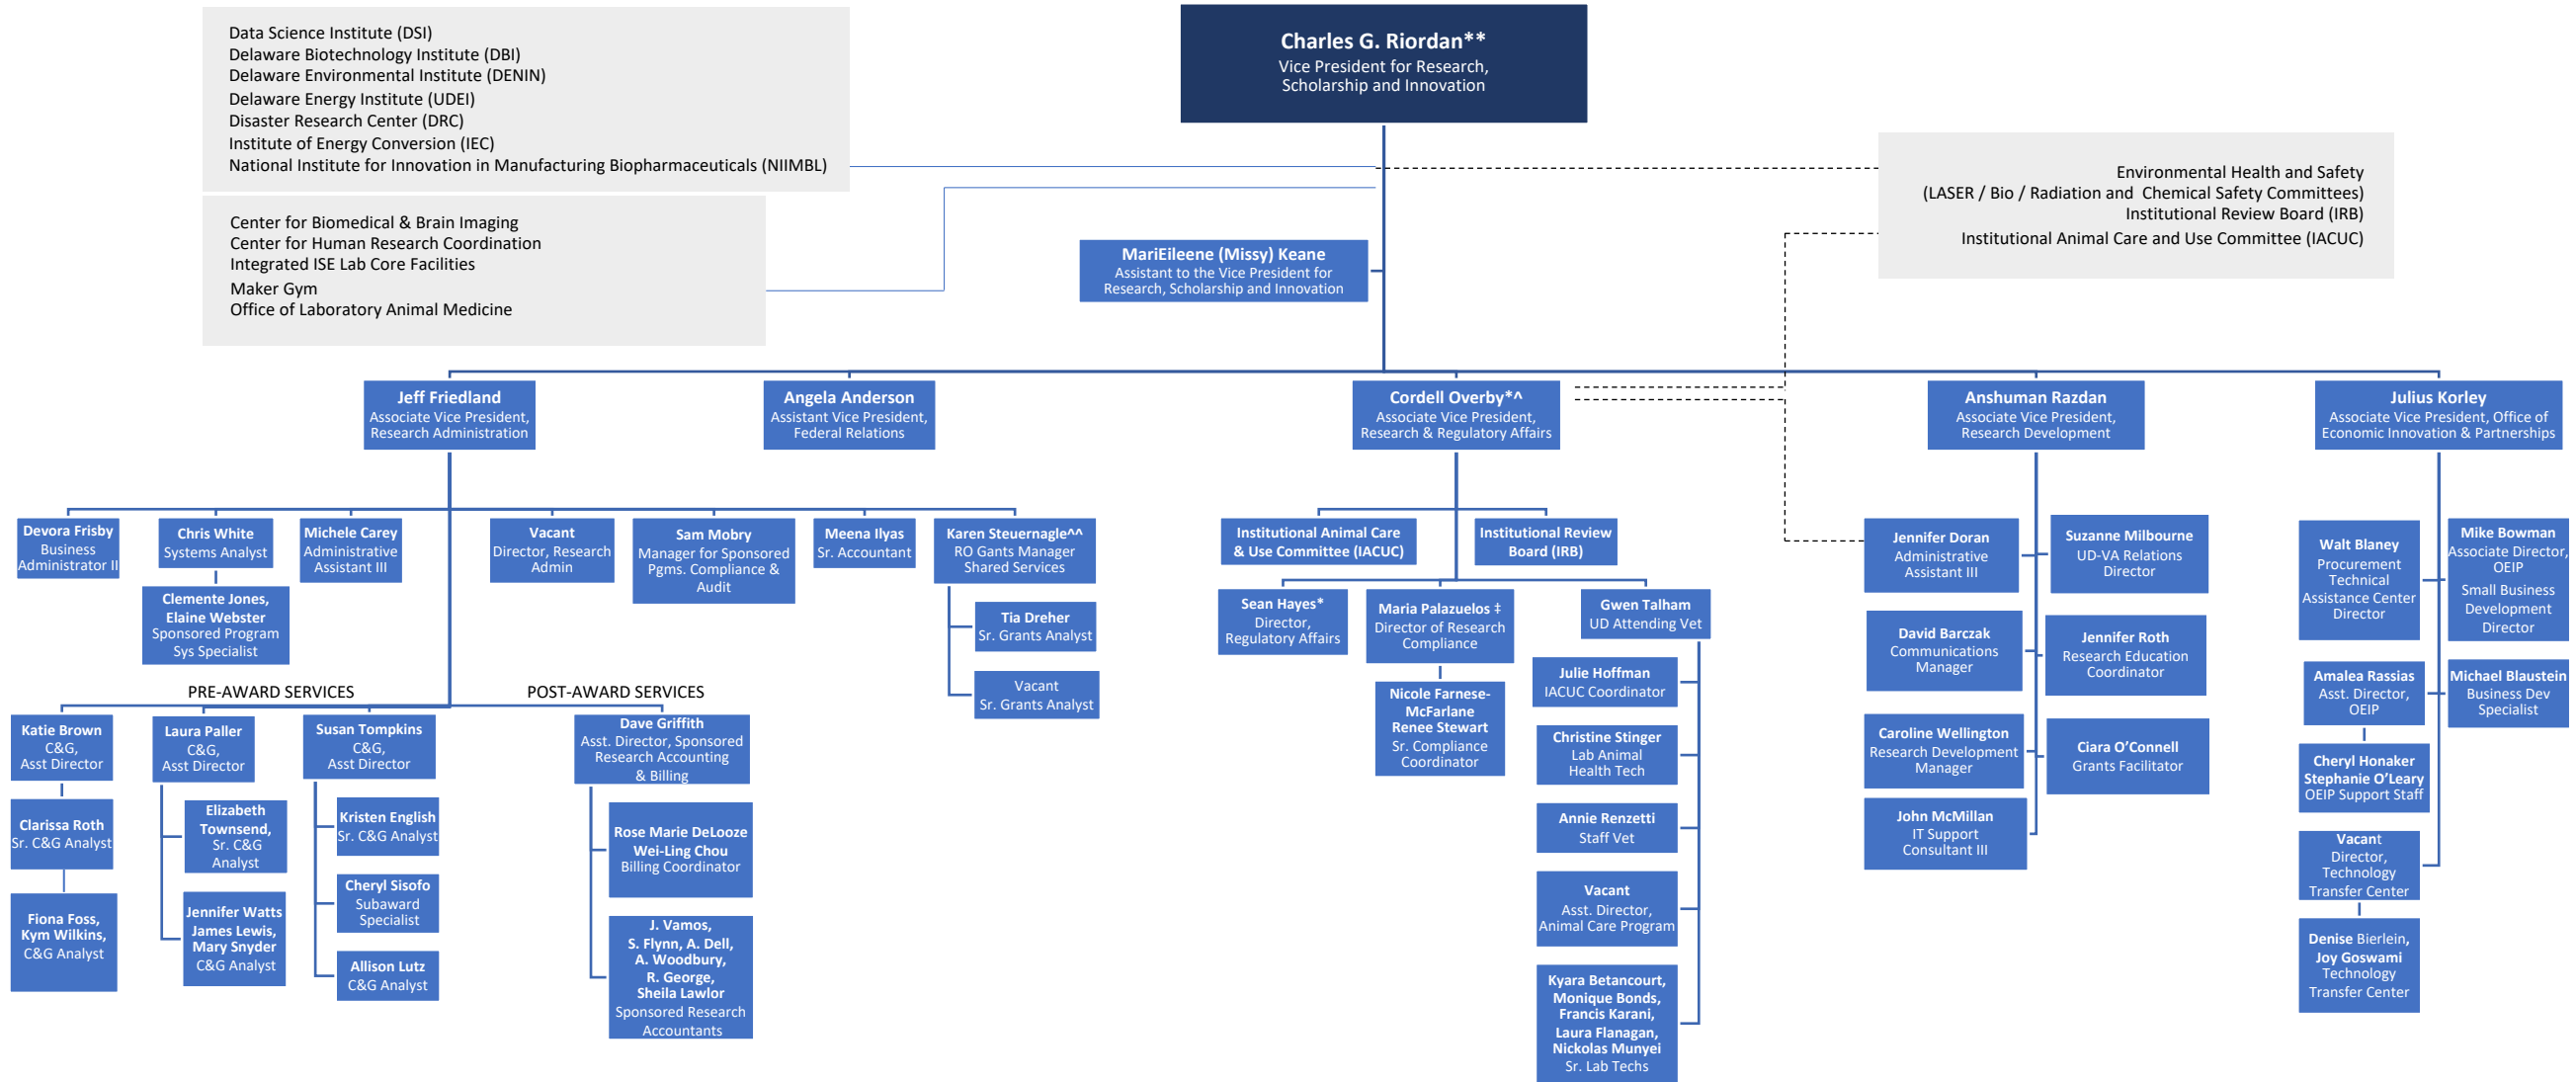 Data Science Institute (DSI)
Delaware Biotechnology Institute (DBI)
Delaware Environmental Institute (DENIN)
Delaware Energy Institute (UDEI)
Disaster Research Center (DRC)
Institute of Energy Conversion (IEC)
National Institute for Innovation in Manufacturing Biopharmaceuticals (NIIMBL)
Center for Biomedical & Brain Imaging
Center for Human Research Coordination
Integrated ISE Lab Core Facilities
Maker Gym
Office of Laboratory Animal Medicine
Charles G. Riordan**
Vice President for Research,
Scholarship and Innovation
Environmental Health and Safety
(LASER / Bio / Radiation and Chemical Safety Committees)
Institutional Review Board (IRB)
Institutional Animal Care and Use Committee (IACUC)
MariEileene (Missy) Keane
Assistant to the Vice President for
Research, Scholarship and Innovation
Jeff Friedland
Associate Vice President,
Research Administration
Angela Anderson
Assistant Vice President,
Federal Relations
Cordell Overby*^
Associate Vice President,
Research & Regulatory Affairs
Anshuman Razdan
Associate Vice President,
Research Development
Julius Korley
Associate Vice President, Office of
Economic Innovation & Partnerships
Devora Frisby
Business
Administrator II
Chris White
Systems Analyst
Clemente Jones,
Elaine Webster
Sponsored Program
Sys Specialist
Michele Carey
Administrative
Assistant III
Vacant
Director, Research
Admin
Sam Mobry
Manager for Sponsored
Pgms. Compliance &
Audit
Meena Ilyas
Sr. Accountant
Karen Steuernagle^^
RO Gants Manager
Shared Services
Tia Dreher
Sr. Grants Analyst
Vacant
Sr. Grants Analyst
PRE-AWARD SERVICES
POST-AWARD SERVICES
Katie Brown
C&G,
Asst Director
Clarissa Roth
Sr. C&G Analyst
Fiona Foss,
Kym Wilkins,
C&G Analyst
Laura Paller
C&G,
Asst Director
Elizabeth
Townsend,
Sr. C&G
Analyst
Jennifer Watts
James Lewis,
Mary Snyder
C&G Analyst
Susan Tompkins
C&G,
Asst Director
Kristen English
Sr. C&G Analyst
Cheryl Sisofo
Subaward
Specialist
Allison Lutz
C&G Analyst
Dave Griffith
Asst. Director, Sponsored
Research Accounting
& Billing
Rose Marie DeLooze
Wei-Ling Chou
Billing Coordinator
J. Vamos,
S. Flynn, A. Dell,
A. Woodbury,
R. George,
Sheila Lawlor
Sponsored Research
Accountants
Institutional Animal Care
& Use Committee (IACUC)
Institutional Review
Board (IRB)
Sean Hayes*
Director,
Regulatory Affairs
Maria Palazuelos ‡
Director of Research
Compliance
Nicole Farnese-
McFarlane
Renee Stewart
Sr. Compliance
Coordinator
Gwen Talham
UD Attending Vet
Julie Hoffman
IACUC Coordinator
Christine Stinger
Lab Animal
Health Tech
Annie Renzetti
Staff Vet
Vacant
Asst. Director,
Animal Care Program
Kyara Betancourt,
Monique Bonds,
Francis Karani,
Laura Flanagan,
Nickolas Munyei
Sr. Lab Techs
Jennifer Doran
Administrative
Assistant III
Suzanne Milbourne
UD-VA Relations
Director
David Barczak
Communications
Manager
Jennifer Roth
Research Education
Coordinator
Caroline Wellington
Research Development
Manager
Ciara O’Connell
Grants Facilitator
John McMillan
IT Support
Consultant III
Walt Blaney
Procurement
Technical
Assistance Center
Director
Mike Bowman
Associate Director,
OEIP
Small Business
Development
Director
Amalea Rassias
Asst. Director,
OEIP
Michael Blaustein
Business Dev
Specialist
Cheryl Honaker
Stephanie O’Leary
OEIP Support Staff
Vacant
Director,
Technology
Transfer Center
Denise Bierlein,
Joy Goswami
Technology
Transfer Center